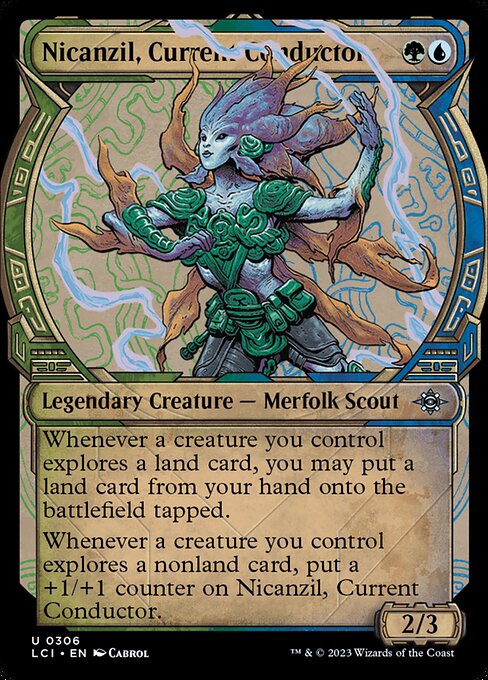 Nicanzil, Current Conductor
Legendary Creature — Merfolk Scout
Whenever a creature you control
explores a land card, you may put a
land card from your hand onto the
battlefield tapped.
Whenever a creature you control
explores a nonland card, put a
+1/+1 counter on Nicanzil, Current
Conductor.
2/3
U 0306
LCI • EN CABROL
™ & © 2023 Wizards of the Coast